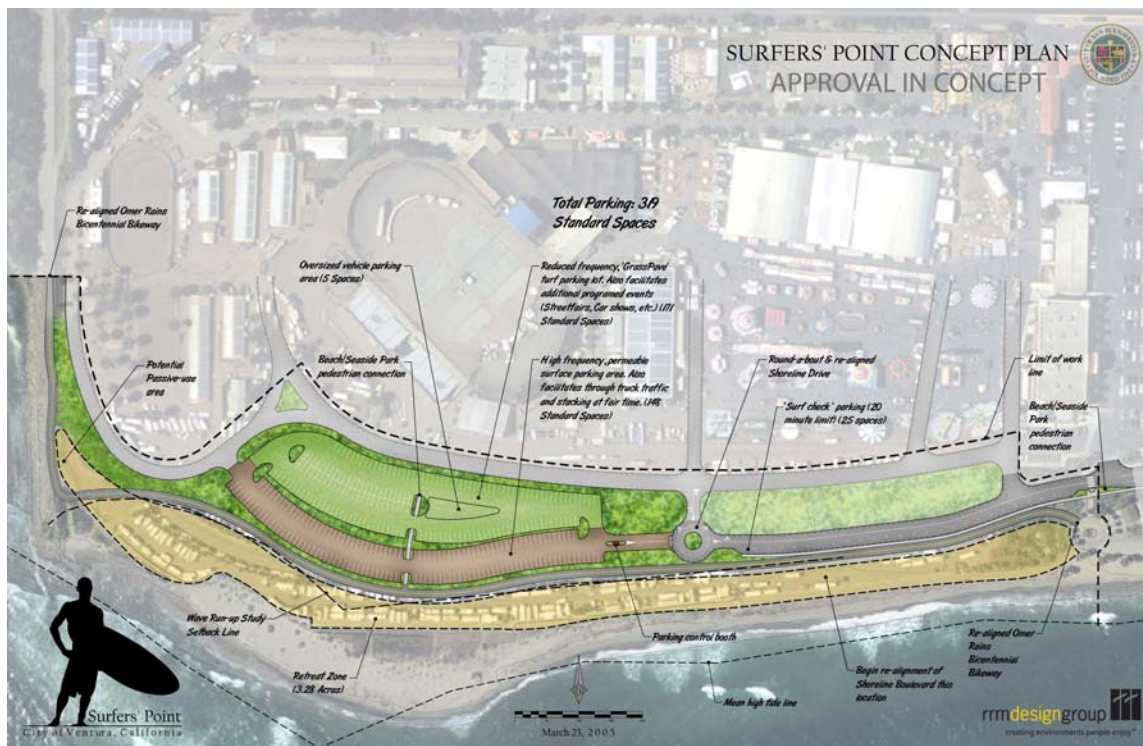 SURFERS' POINT CONCEPT PLAN
APPROVAL IN CONCEPT
Re-aligned Omer Rains
Bicentennial Bikeway
Total Parking: 319
Standard Spaces
Oversized vehicle parking
area (5 Spaces)
Reduced frequency, 'GrassPave'
turf parking lot. Also facilitates
additional programed events
(Streetfairs, Car shows, etc.) (171
Standard Spaces)
Potential
Passive-use
area
Beach/Seaside Park
pedestrian connection
High frequency, permeable
surface parking area. Also
facilitates through truck traffic
and stacking at fair time. (148
Standard Spaces)
Round-a-bout & re-aligned
Shoreline Drive
Limit of work
line
'Surf check' parking (20
minute limit!) (25 spaces)
Beach/Seaside
Park
pedestrian
connection
Wave Run-up Study
Setback Line
Retreat Zone
(3.28 Acres)
Parking control booth
Mean high tide line
Begin re-alignment of
Shoreline Boulevard this
location
Re-aligned Omer
Rains
Bicentennial
Bikeway
Surfers' Point
City of Ventura, California
March 21, 2005
rrmdesigngroup
creating environments people enjoy